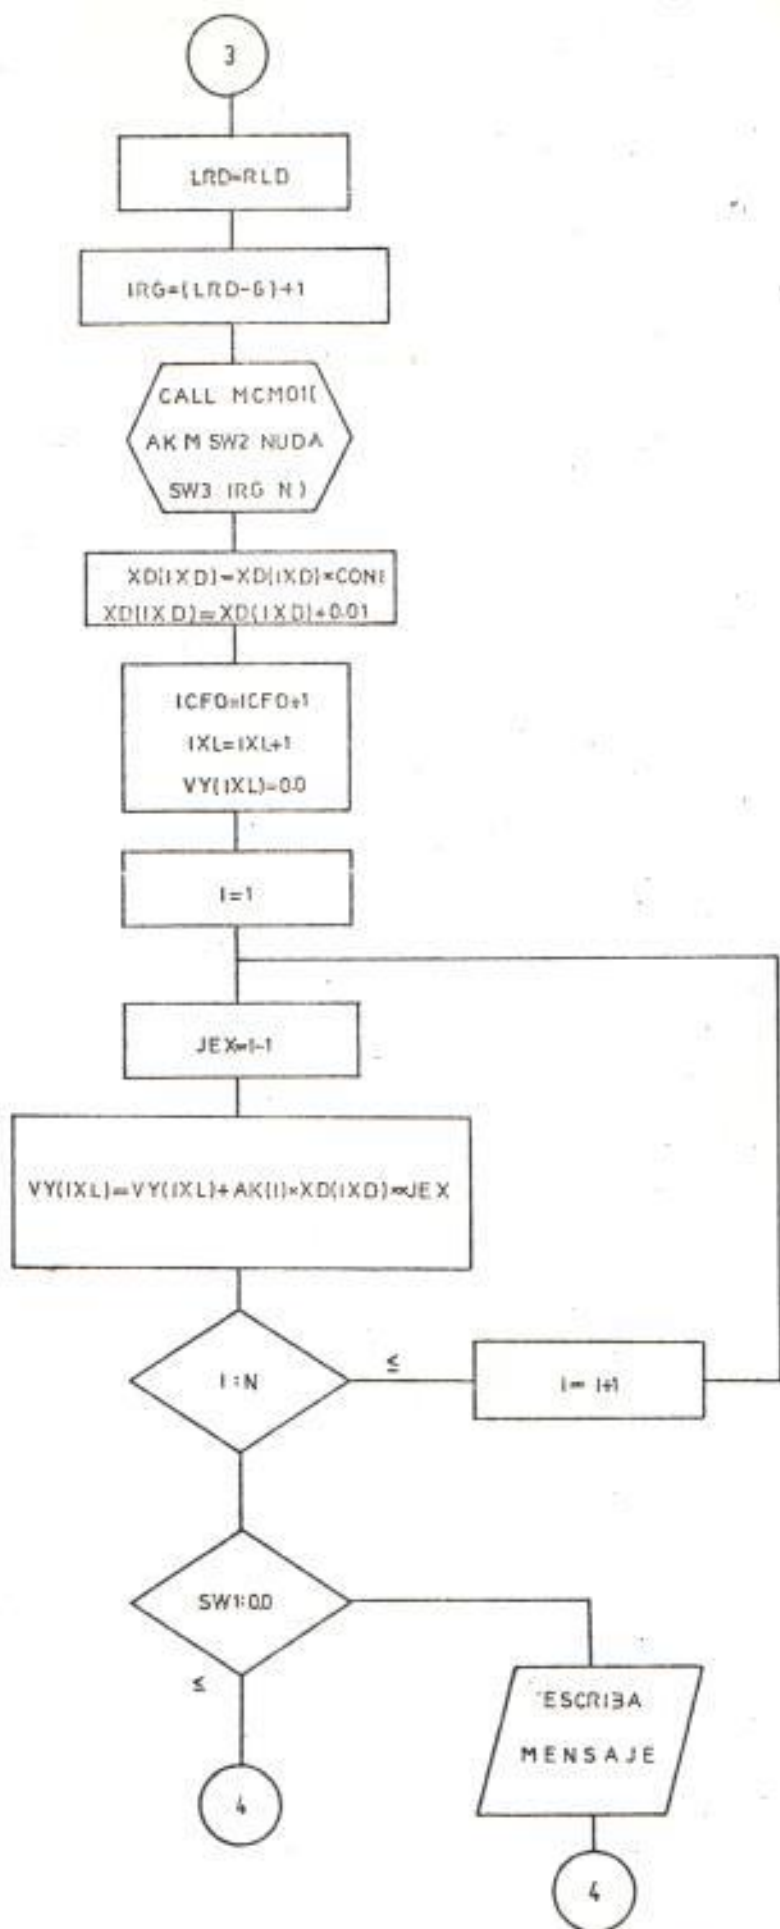 3
LRD=RLD
IRG=(LRD-6)+1
CALL MCM01(
AK M SW2 NUDA
SW3 IRG N)
XD(IXD)=XD(IXD)*CONI
XD(IXD)=XD(IXD)+0.01
ICFO=ICFO+1
IXL=IXL+1
VY(IXL)=0.0
I=1
JEX=I-1
VY(IXL)=VY(IXL)+AK(I)*XD(IXD)**JEX
I:N
≤
I= I+1
SW1:0.0
≤
ESCRIBA
MENSAJE
4
4